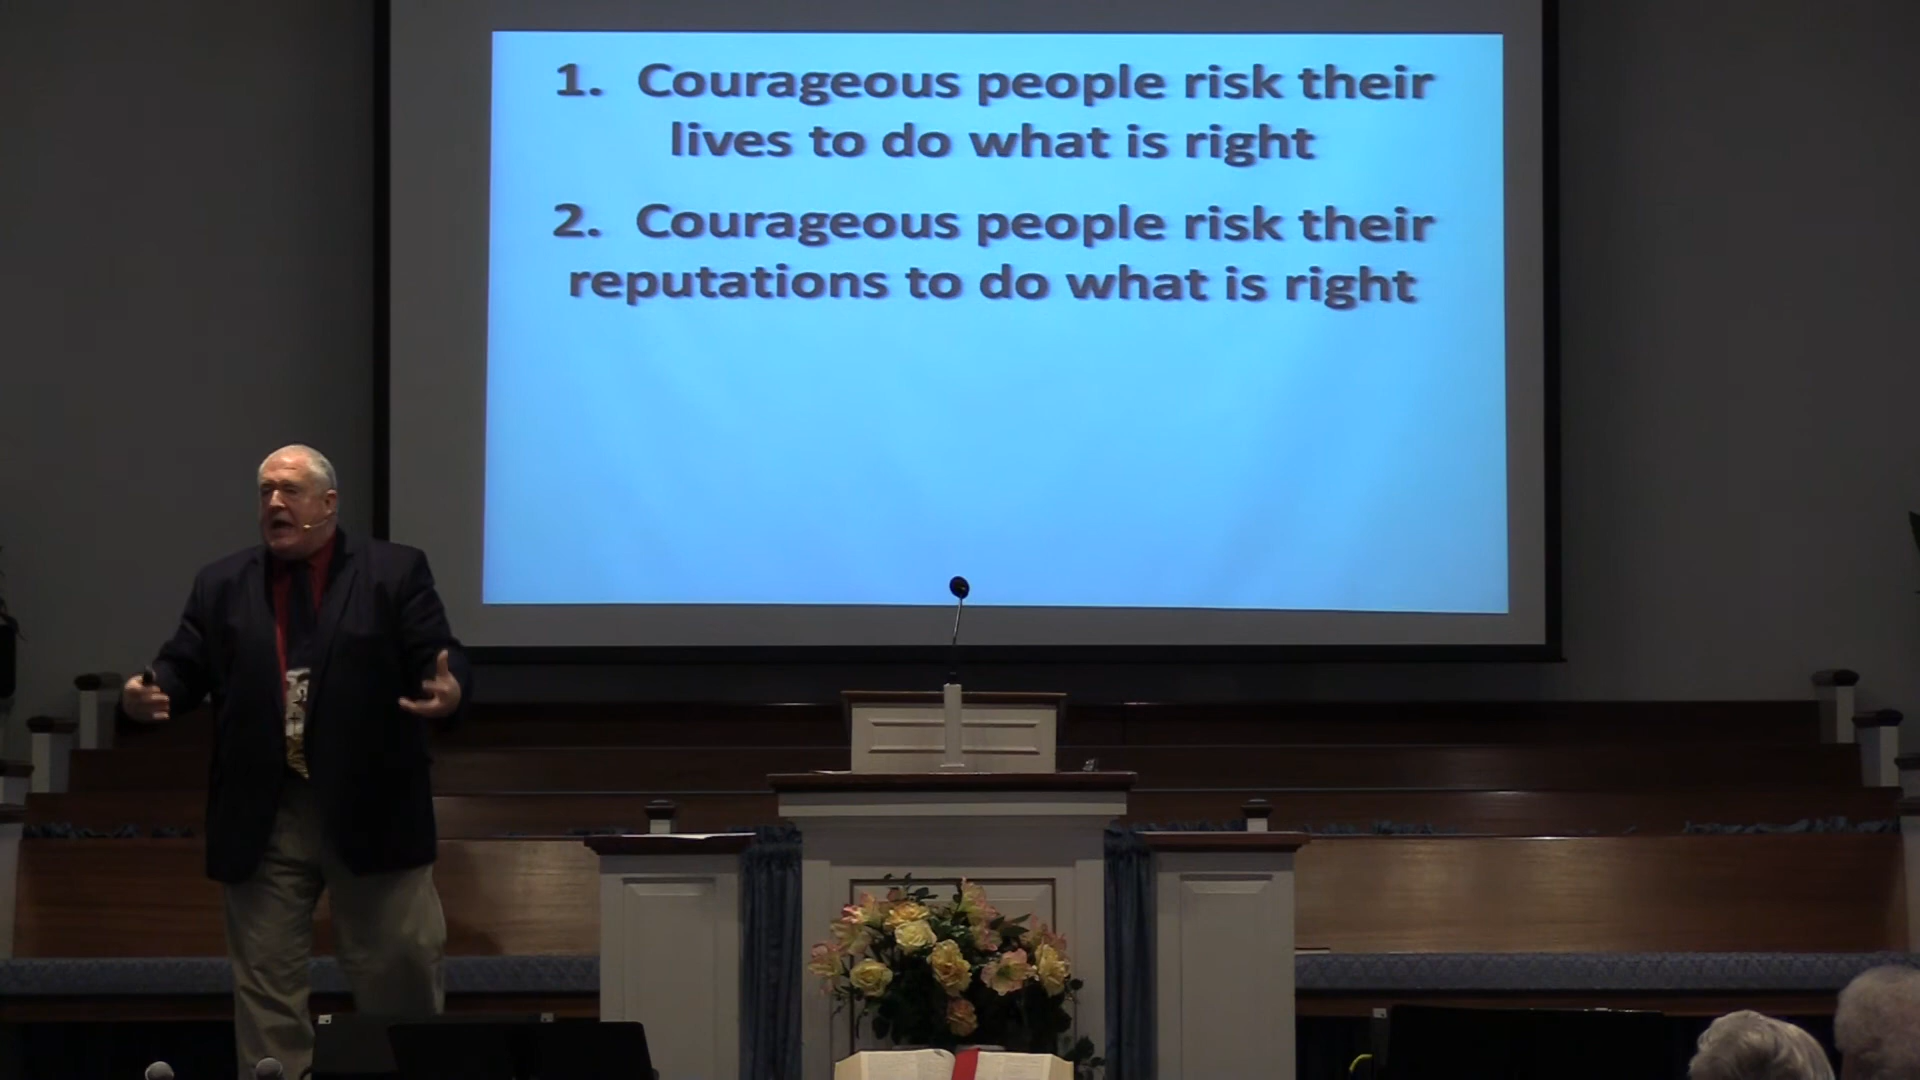 1. Courageous people risk their
lives to do what is right
2. Courageous people risk their
reputations to do what is right